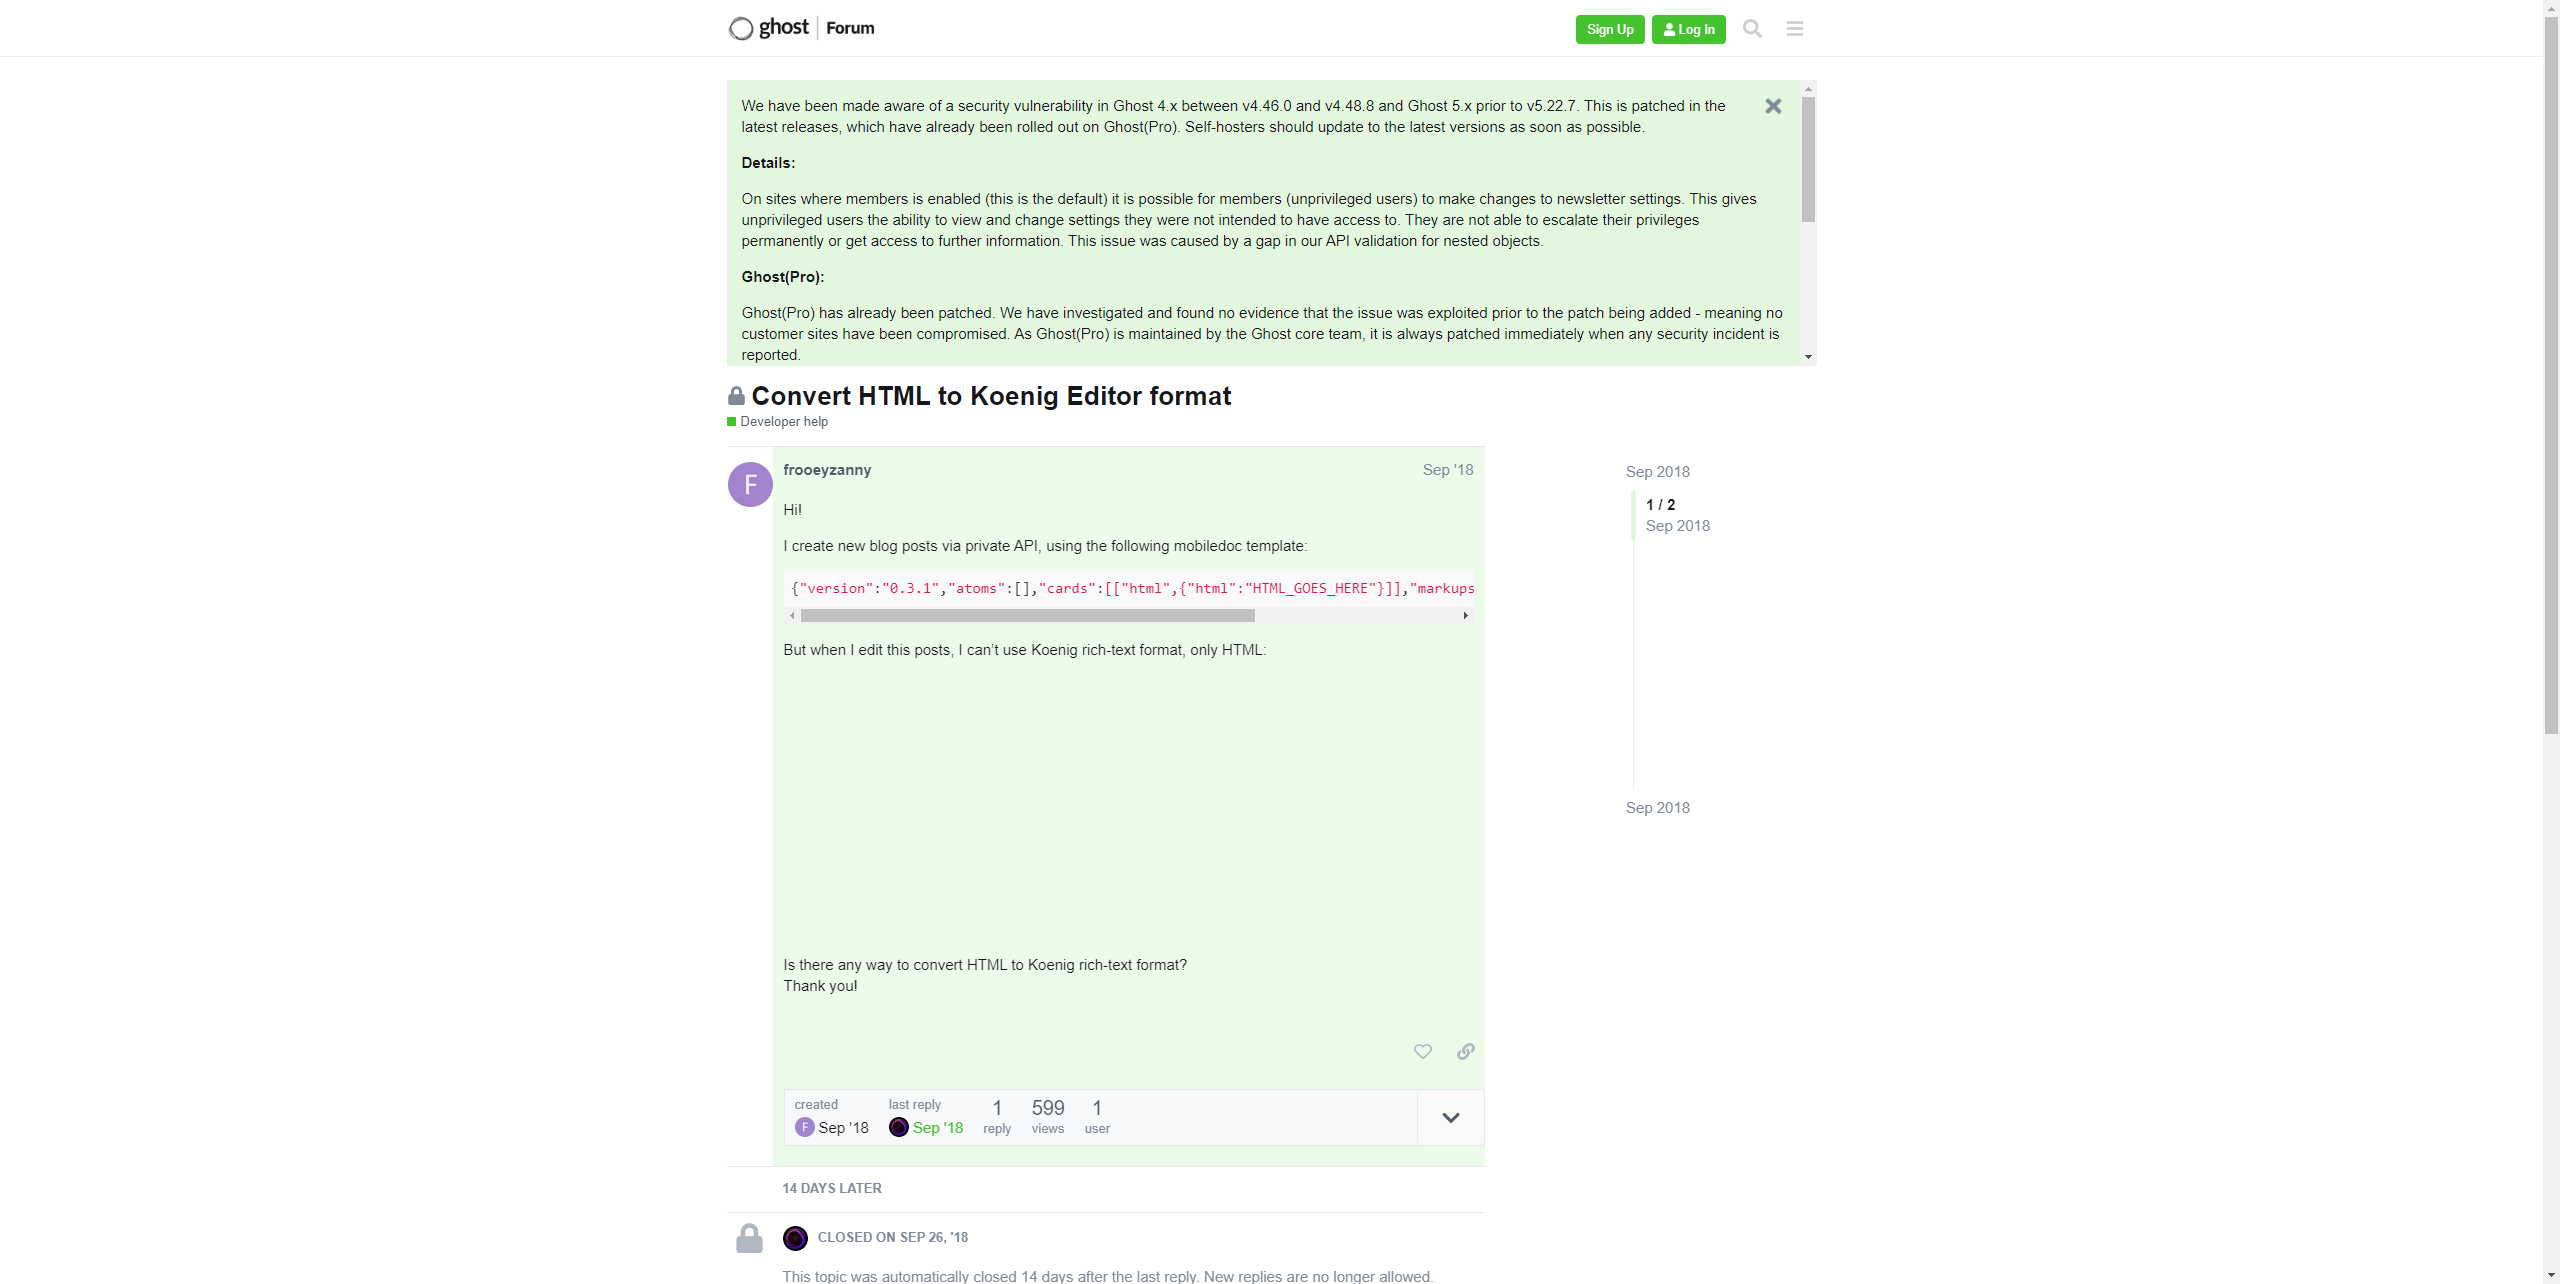 ghost Forum
Sign Up
Log In
We have been made aware of a security vulnerability in Ghost 4.x between v4.46.0 and v4.48.8 and Ghost 5.x prior to v5.22.7. This is patched in the
latest releases, which have already been rolled out on Ghost(Pro). Self-hosters should update to the latest versions as soon as possible.
Details:
On sites where members is enabled (this is the default) it is possible for members (unprivileged users) to make changes to newsletter settings. This gives
unprivileged users the ability to view and change settings they were not intended to have access to. They are not able to escalate their privileges
permanently or get access to further information. This issue was caused by a gap in our API validation for nested objects.
Ghost(Pro):
Ghost(Pro) has already been patched. We have investigated and found no evidence that the issue was exploited prior to the patch being added - meaning no
customer sites have been compromised. As Ghost(Pro) is maintained by the Ghost core team, it is always patched immediately when any security incident is
reported.
Convert HTML to Koenig Editor format
Developer help
F
frooeyzanny
Sep '18
Hi!
I create new blog posts via private API, using the following mobiledoc template:
{"version":"0.3.1","atoms":[],"cards":[["html",{"html":"HTML_GOES_HERE"}]],"markups
But when I edit this posts, I can’t use Koenig rich-text format, only HTML:
Is there any way to convert HTML to Koenig rich-text format?
Thank you!
created
F Sep '18
last reply
Sep '18
1
reply
599
views
1
user
Sep 2018
1 / 2
Sep 2018
Sep 2018
14 DAYS LATER
CLOSED ON SEP 26, '18
This topic was automatically closed 14 days after the last reply. New replies are no longer allowed.